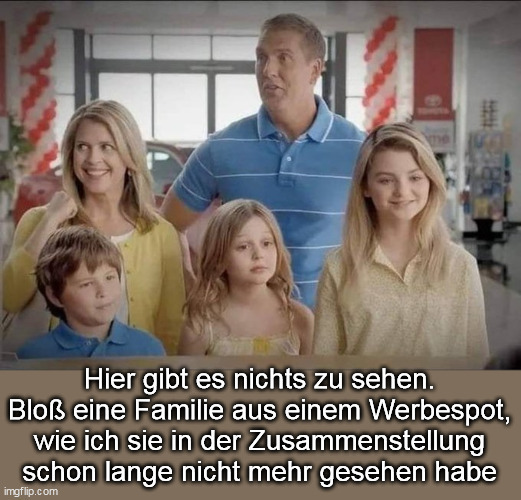 TOYOTA
Hier gibt es nichts zu sehen.
Bloß eine Familie aus einem Werbespot,
wie ich sie in der Zusammenstellung
schon lange nicht mehr gesehen habe
imgflip.com